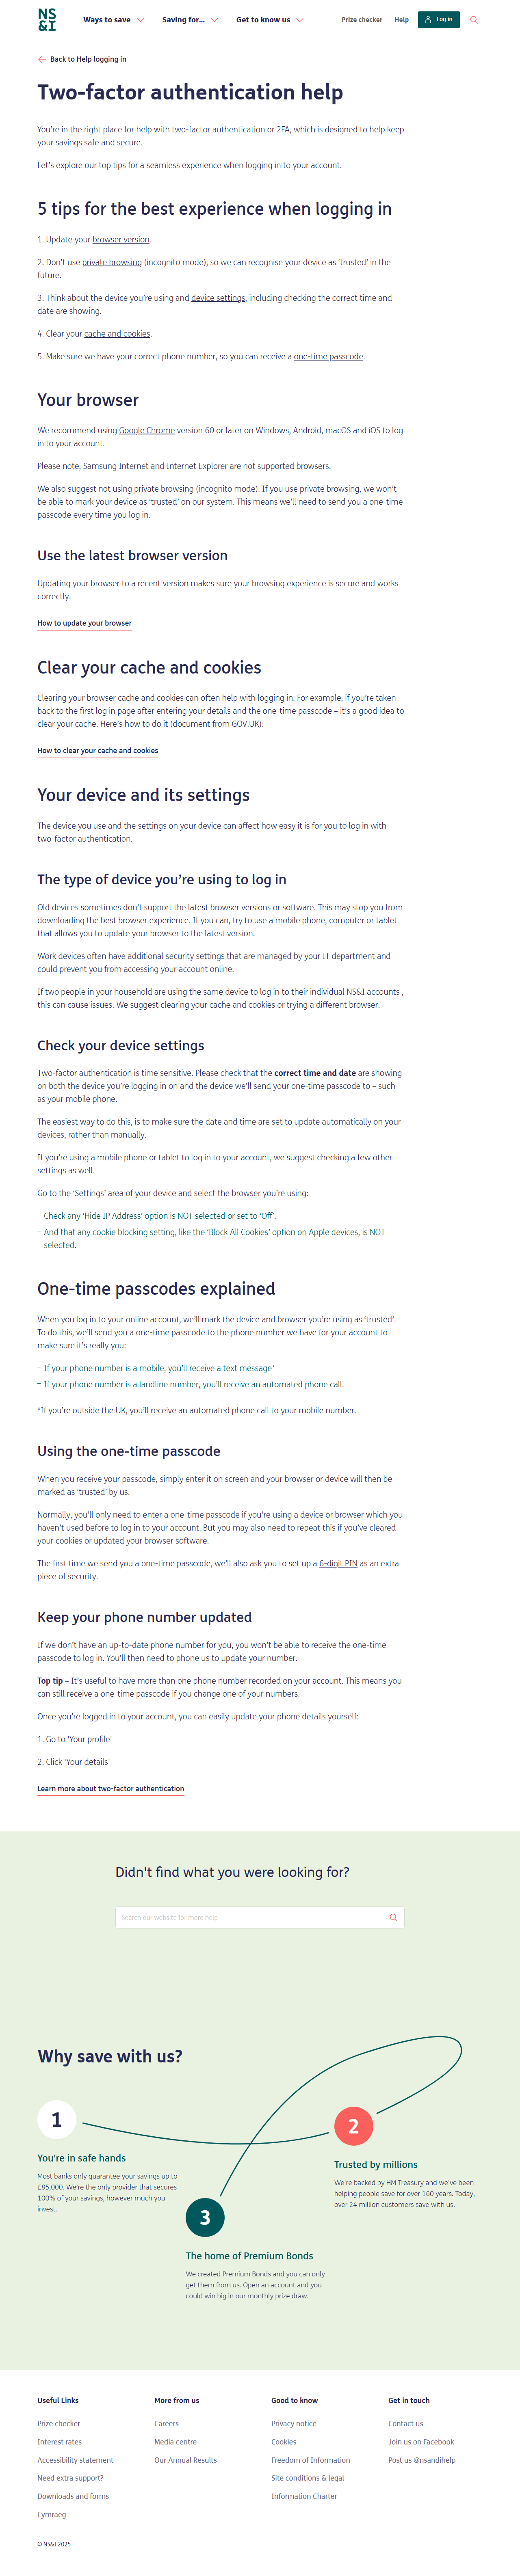 NS
&I
Ways to save
Saving for...
Get to know us
Prize checker
Help
Log in
Back to Help logging in
Two-factor authentication help
You're in the right place for help with two-factor authentication or 2FA, which is designed to help keep
your savings safe and secure.
Let's explore our top tips for a seamless experience when logging in to your account.
5 tips for the best experience when logging in
1. Update your browser version.
2. Don't use private browsing (incognito mode), so we can recognise your device as 'trusted' in the
future.
3. Think about the device you're using and device settings, including checking the correct time and
date are showing.
4. Clear your cache and cookies.
5. Make sure we have your correct phone number, so you can receive a one-time passcode.
Your browser
We recommend using Google Chrome version 60 or later on Windows, Android, macOS and iOS to log
in to your account.
Please note, Samsung Internet and Internet Explorer are not supported browsers.
We also suggest not using private browsing (incognito mode). If you use private browsing, we won't
be able to mark your device as 'trusted' on our system. This means we'll need to send you a one-time
passcode every time you log in.
Use the latest browser version
Updating your browser to a recent version makes sure your browsing experience is secure and works
correctly.
How to update your browser
Clear your cache and cookies
Clearing your browser cache and cookies can often help with logging in. For example, if you're taken
back to the first log in page after entering your details and the one-time passcode – it's a good idea to
clear your cache. Here's how to do it (document from GOV.UK):
How to clear your cache and cookies
Your device and its settings
The device you use and the settings on your device can affect how easy it is for you to log in with
two-factor authentication.
The type of device you're using to log in
Old devices sometimes don't support the latest browser versions or software. This may stop you from
downloading the best browser experience. If you can, try to use a mobile phone, computer or tablet
that allows you to update your browser to the latest version.
Work devices often have additional security settings that are managed by your IT department and
could prevent you from accessing your account online.
If two people in your household are using the same device to log in to their individual NS&I accounts ,
this can cause issues. We suggest clearing your cache and cookies or trying a different browser.
Check your device settings
Two-factor authentication is time sensitive. Please check that the correct time and date are showing
on both the device you're logging in on and the device we'll send your one-time passcode to – such
as your mobile phone.
The easiest way to do this, is to make sure the date and time are set to update automatically on your
devices, rather than manually.
If you're using a mobile phone or tablet to log in to your account, we suggest checking a few other
settings as well.
Go to the 'Settings' area of your device and select the browser you're using:
– Check any 'Hide IP Address' option is NOT selected or set to 'Off'.
– And that any cookie blocking setting, like the 'Block All Cookies' option on Apple devices, is NOT
selected.
One-time passcodes explained
When you log in to your online account, we'll mark the device and browser you're using as 'trusted'.
To do this, we'll send you a one-time passcode to the phone number we have for your account to
make sure it's really you:
– If your phone number is a mobile, you'll receive a text message*
– If your phone number is a landline number, you'll receive an automated phone call.
*If you're outside the UK, you'll receive an automated phone call to your mobile number.
Using the one-time passcode
When you receive your passcode, simply enter it on screen and your browser or device will then be
marked as 'trusted' by us.
Normally, you'll only need to enter a one-time passcode if you're using a device or browser which you
haven't used before to log in to your account. But you may also need to repeat this if you've cleared
your cookies or updated your browser software.
The first time we send you a one-time passcode, we'll also ask you to set up a 6-digit PIN as an extra
piece of security.
Keep your phone number updated
If we don't have an up-to-date phone number for you, you won't be able to receive the one-time
passcode to log in. You'll then need to phone us to update your number.
Top tip – It's useful to have more than one phone number recorded on your account. This means you
can still receive a one-time passcode if you change one of your numbers.
Once you're logged in to your account, you can easily update your phone details yourself:
1. Go to 'Your profile'
2. Click 'Your details'
Learn more about two-factor authentication
Didn't find what you were looking for?
Search our website for more help
Why save with us?
1
You're in safe hands
Most banks only guarantee your savings up to
£85,000. We're the only provider that secures
100% of your savings, however much you
invest.
2
Trusted by millions
We're backed by HM Treasury and we've been
helping people save for over 160 years. Today,
over 24 million customers save with us.
3
The home of Premium Bonds
We created Premium Bonds and you can only
get them from us. Open an account and you
could win big in our monthly prize draw.
Useful Links
Prize checker
Interest rates
Accessibility statement
Need extra support?
Downloads and forms
Cymraeg
More from us
Careers
Media centre
Our Annual Results
Good to know
Privacy notice
Cookies
Freedom of Information
Site conditions & legal
Information Charter
Get in touch
Contact us
Join us on Facebook
Post us @nsandihelp
© NS&I 2025